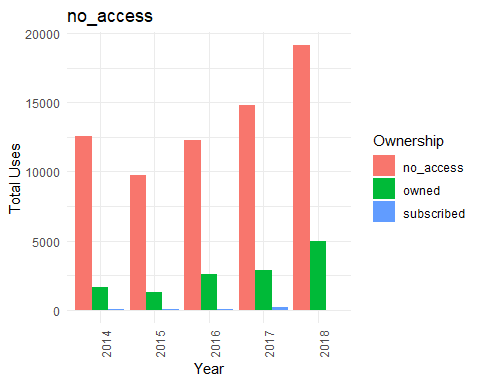 no_access
20000
15000
10000
5000
0
Total Uses
2014
2015
2016
2017
2018
Year
Ownership
no_access
owned
subscribed